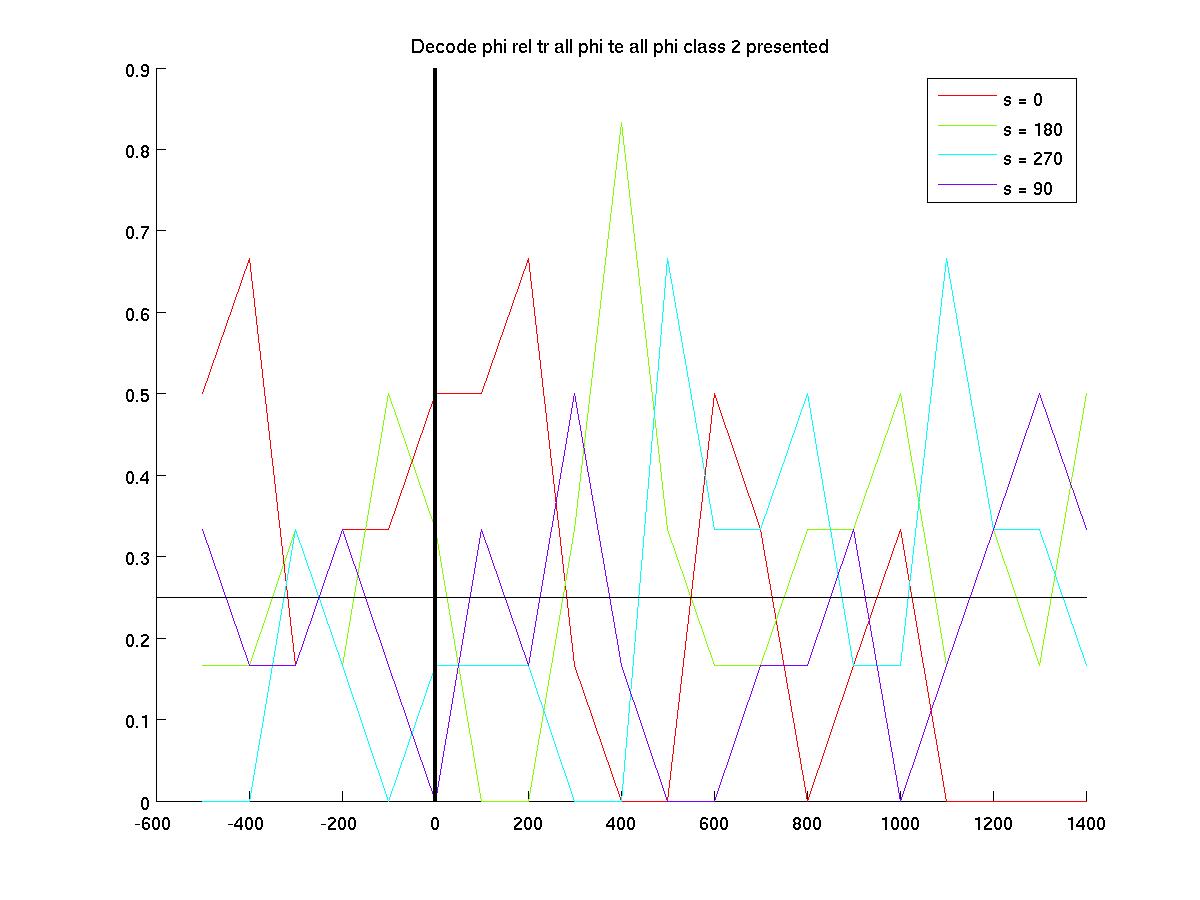 Decode phi rel tr all phi te all phi class 2 presented
0.9
s = 0
s = 180
s = 270
s = 90
0.8
0.7
0.6
0.5
0.4
0.3
0.2
0.1
0
-600 -400 -200 0 200 400 600 800 1000 1200 1400